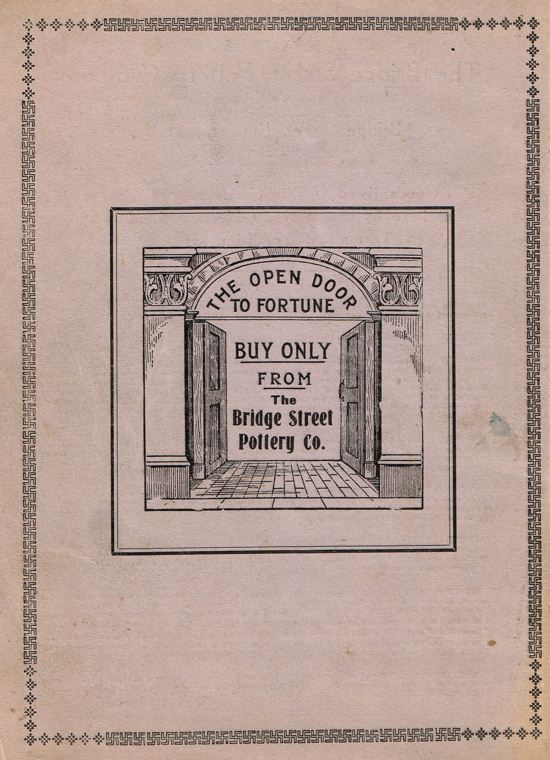 THE OPEN DOOR
TO FORTUNE
BUY ONLY
FROM
The
Bridge Street
Pottery Co.